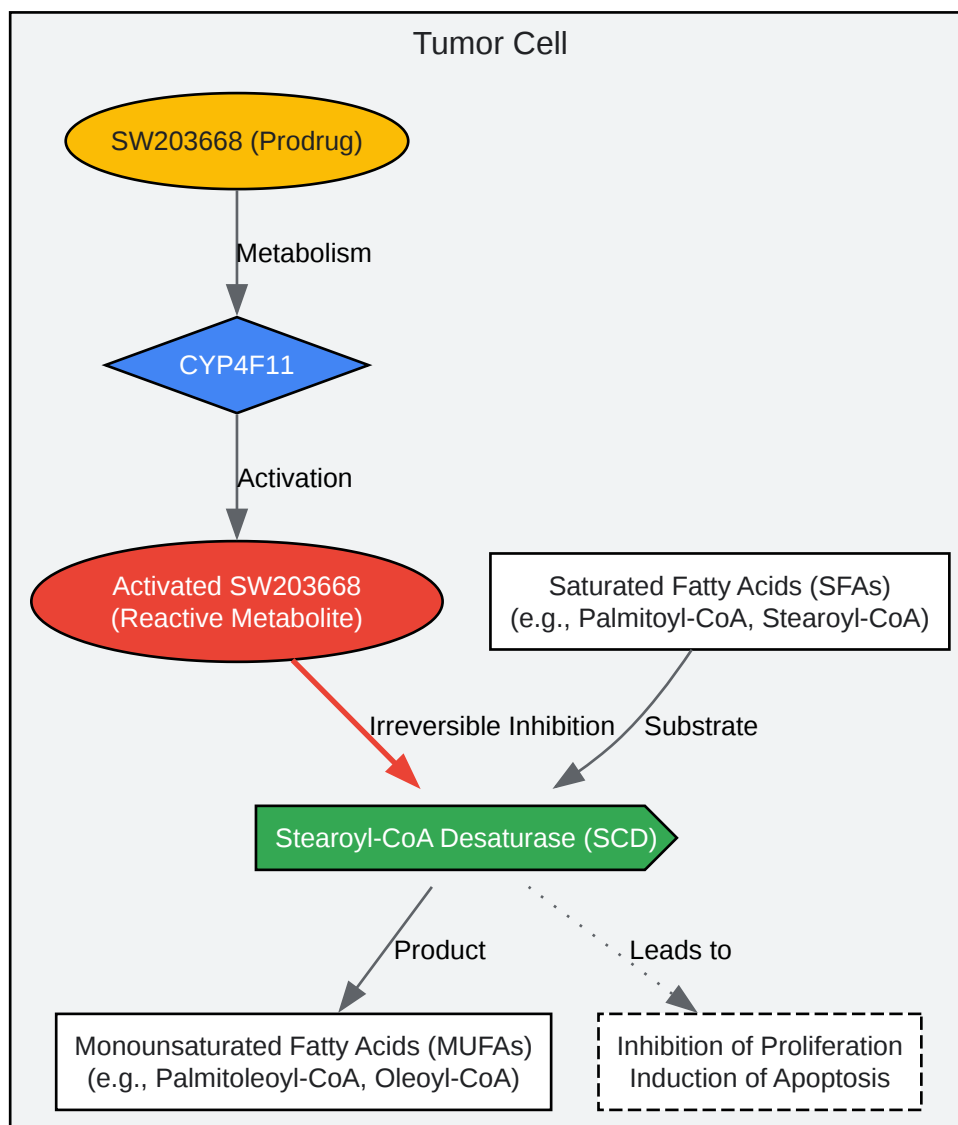 Tumor Cell
SW203668 (Prodrug)
Metabolism
CYP4F11
Activation
Activated SW203668
(Reactive Metabolite)
Saturated Fatty Acids (SFAs)
(e.g., Palmitoyl-CoA, Stearoyl-CoA)
Irreversible Inhibition
Substrate
Stearoyl-CoA Desaturase (SCD)
Product
Leads to
Monounsaturated Fatty Acids (MUFAs)
(e.g., Palmitoleoyl-CoA, Oleoyl-CoA)
Inhibition of Proliferation
Induction of Apoptosis